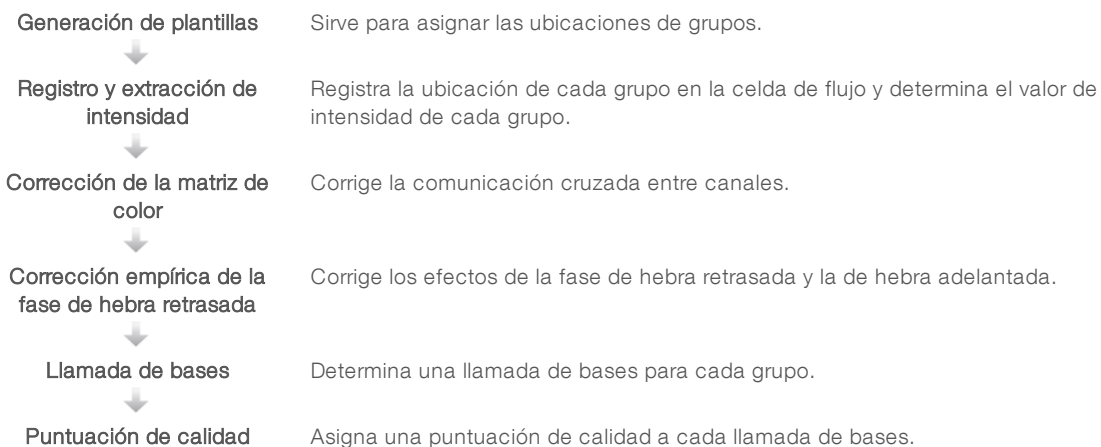 Generación de plantillas
Sirve para asignar las ubicaciones de grupos.
Registro y extracción de
intensidad
Registra la ubicación de cada grupo en la celda de flujo y determina el valor de
intensidad de cada grupo.
Corrección de la matriz de
color
Corrige la comunicación cruzada entre canales.
Corrección empírica de la
fase de hebra retrasada
Corrige los efectos de la fase de hebra retrasada y la de hebra adelantada.
Llamada de bases
Determina una llamada de bases para cada grupo.
Puntuación de calidad
Asigna una puntuación de calidad a cada llamada de bases.